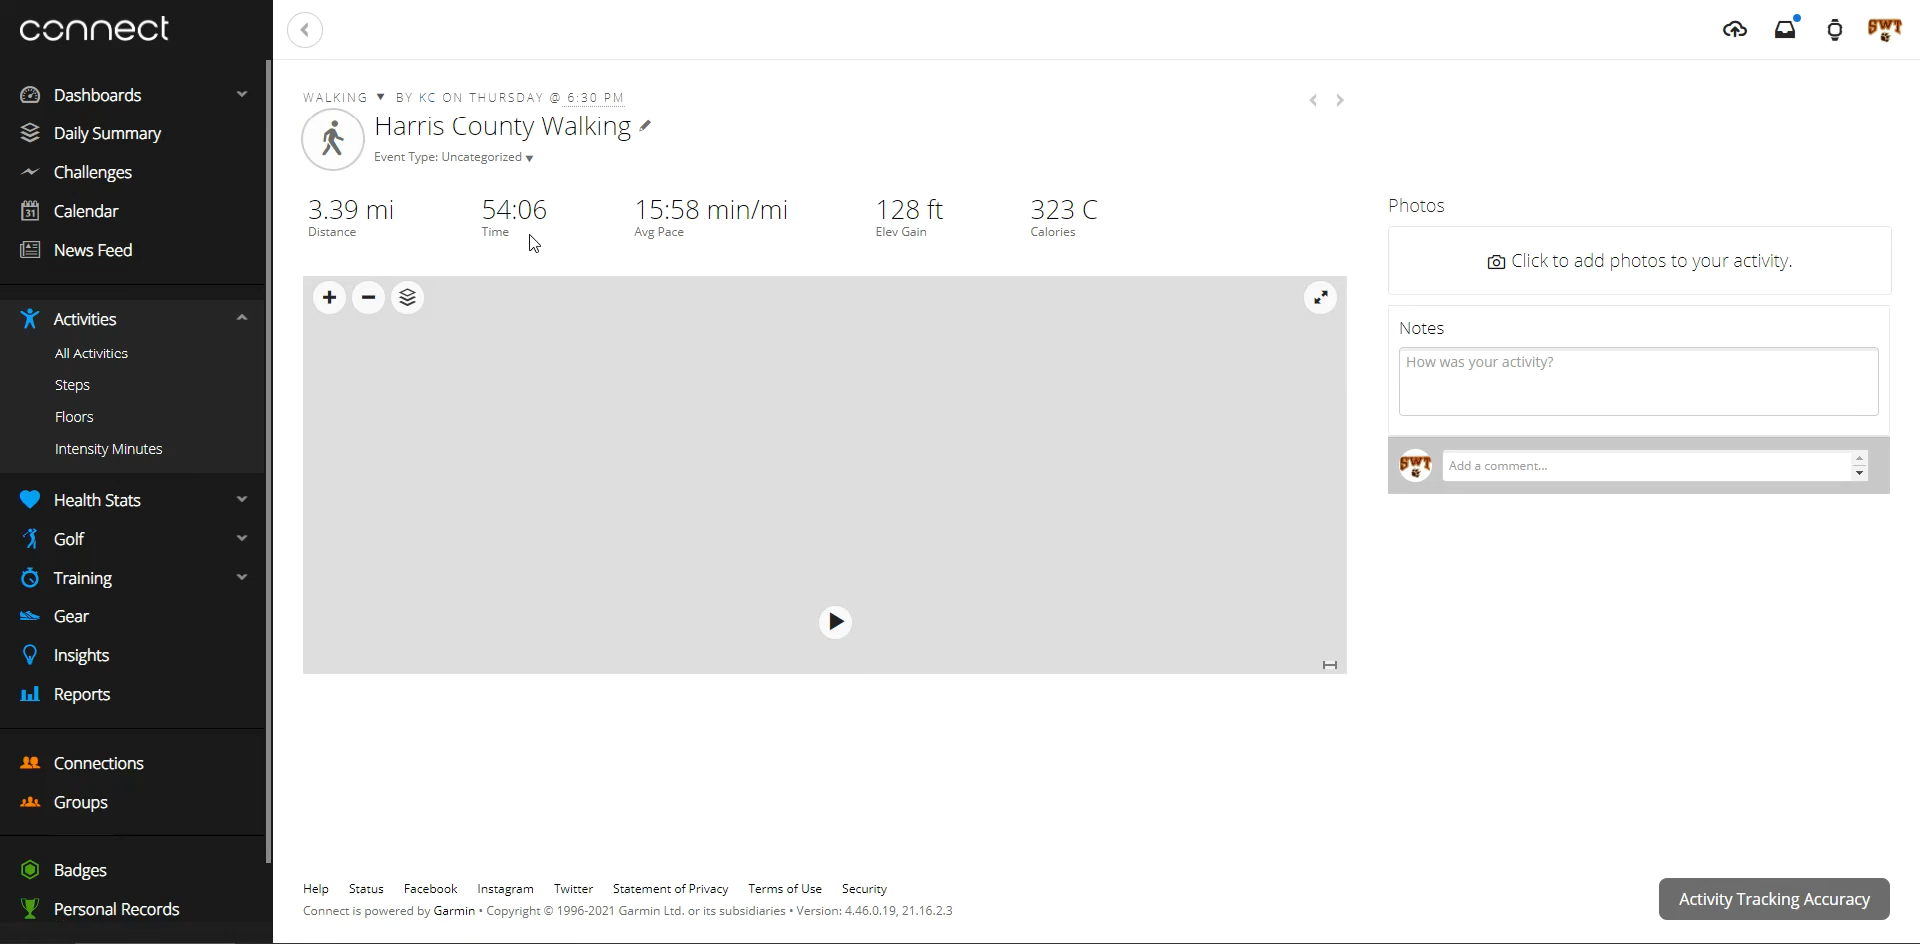 connect
Dashboards
Daily Summary
Challenges
31
Calendar
News Feed
Activities
All Activities
Steps
Floors
Intensity Minutes
Health Stats
Golf
Training
Gear
Insights
Reports
Connections
Groups
Badges
Personal Records
SWT
WALKING ▼ BY KC ON THURSDAY @ 6:30 PM
Harris County Walking
Event Type: Uncategorized ▼
3.39 mi
Distance
54:06
Time
15:58 min/mi
Avg Pace
128 ft
Elev Gain
323 C
Calories
Photos
Click to add photos to your activity.
Notes
How was your activity?
SWT
Add a comment...
Help Status Facebook Instagram Twitter Statement of Privacy Terms of Use Security
Connect is powered by Garmin • Copyright © 1996-2021 Garmin Ltd. or its subsidiaries • Version: 4.46.0.19, 21.16.2.3
Activity Tracking Accuracy